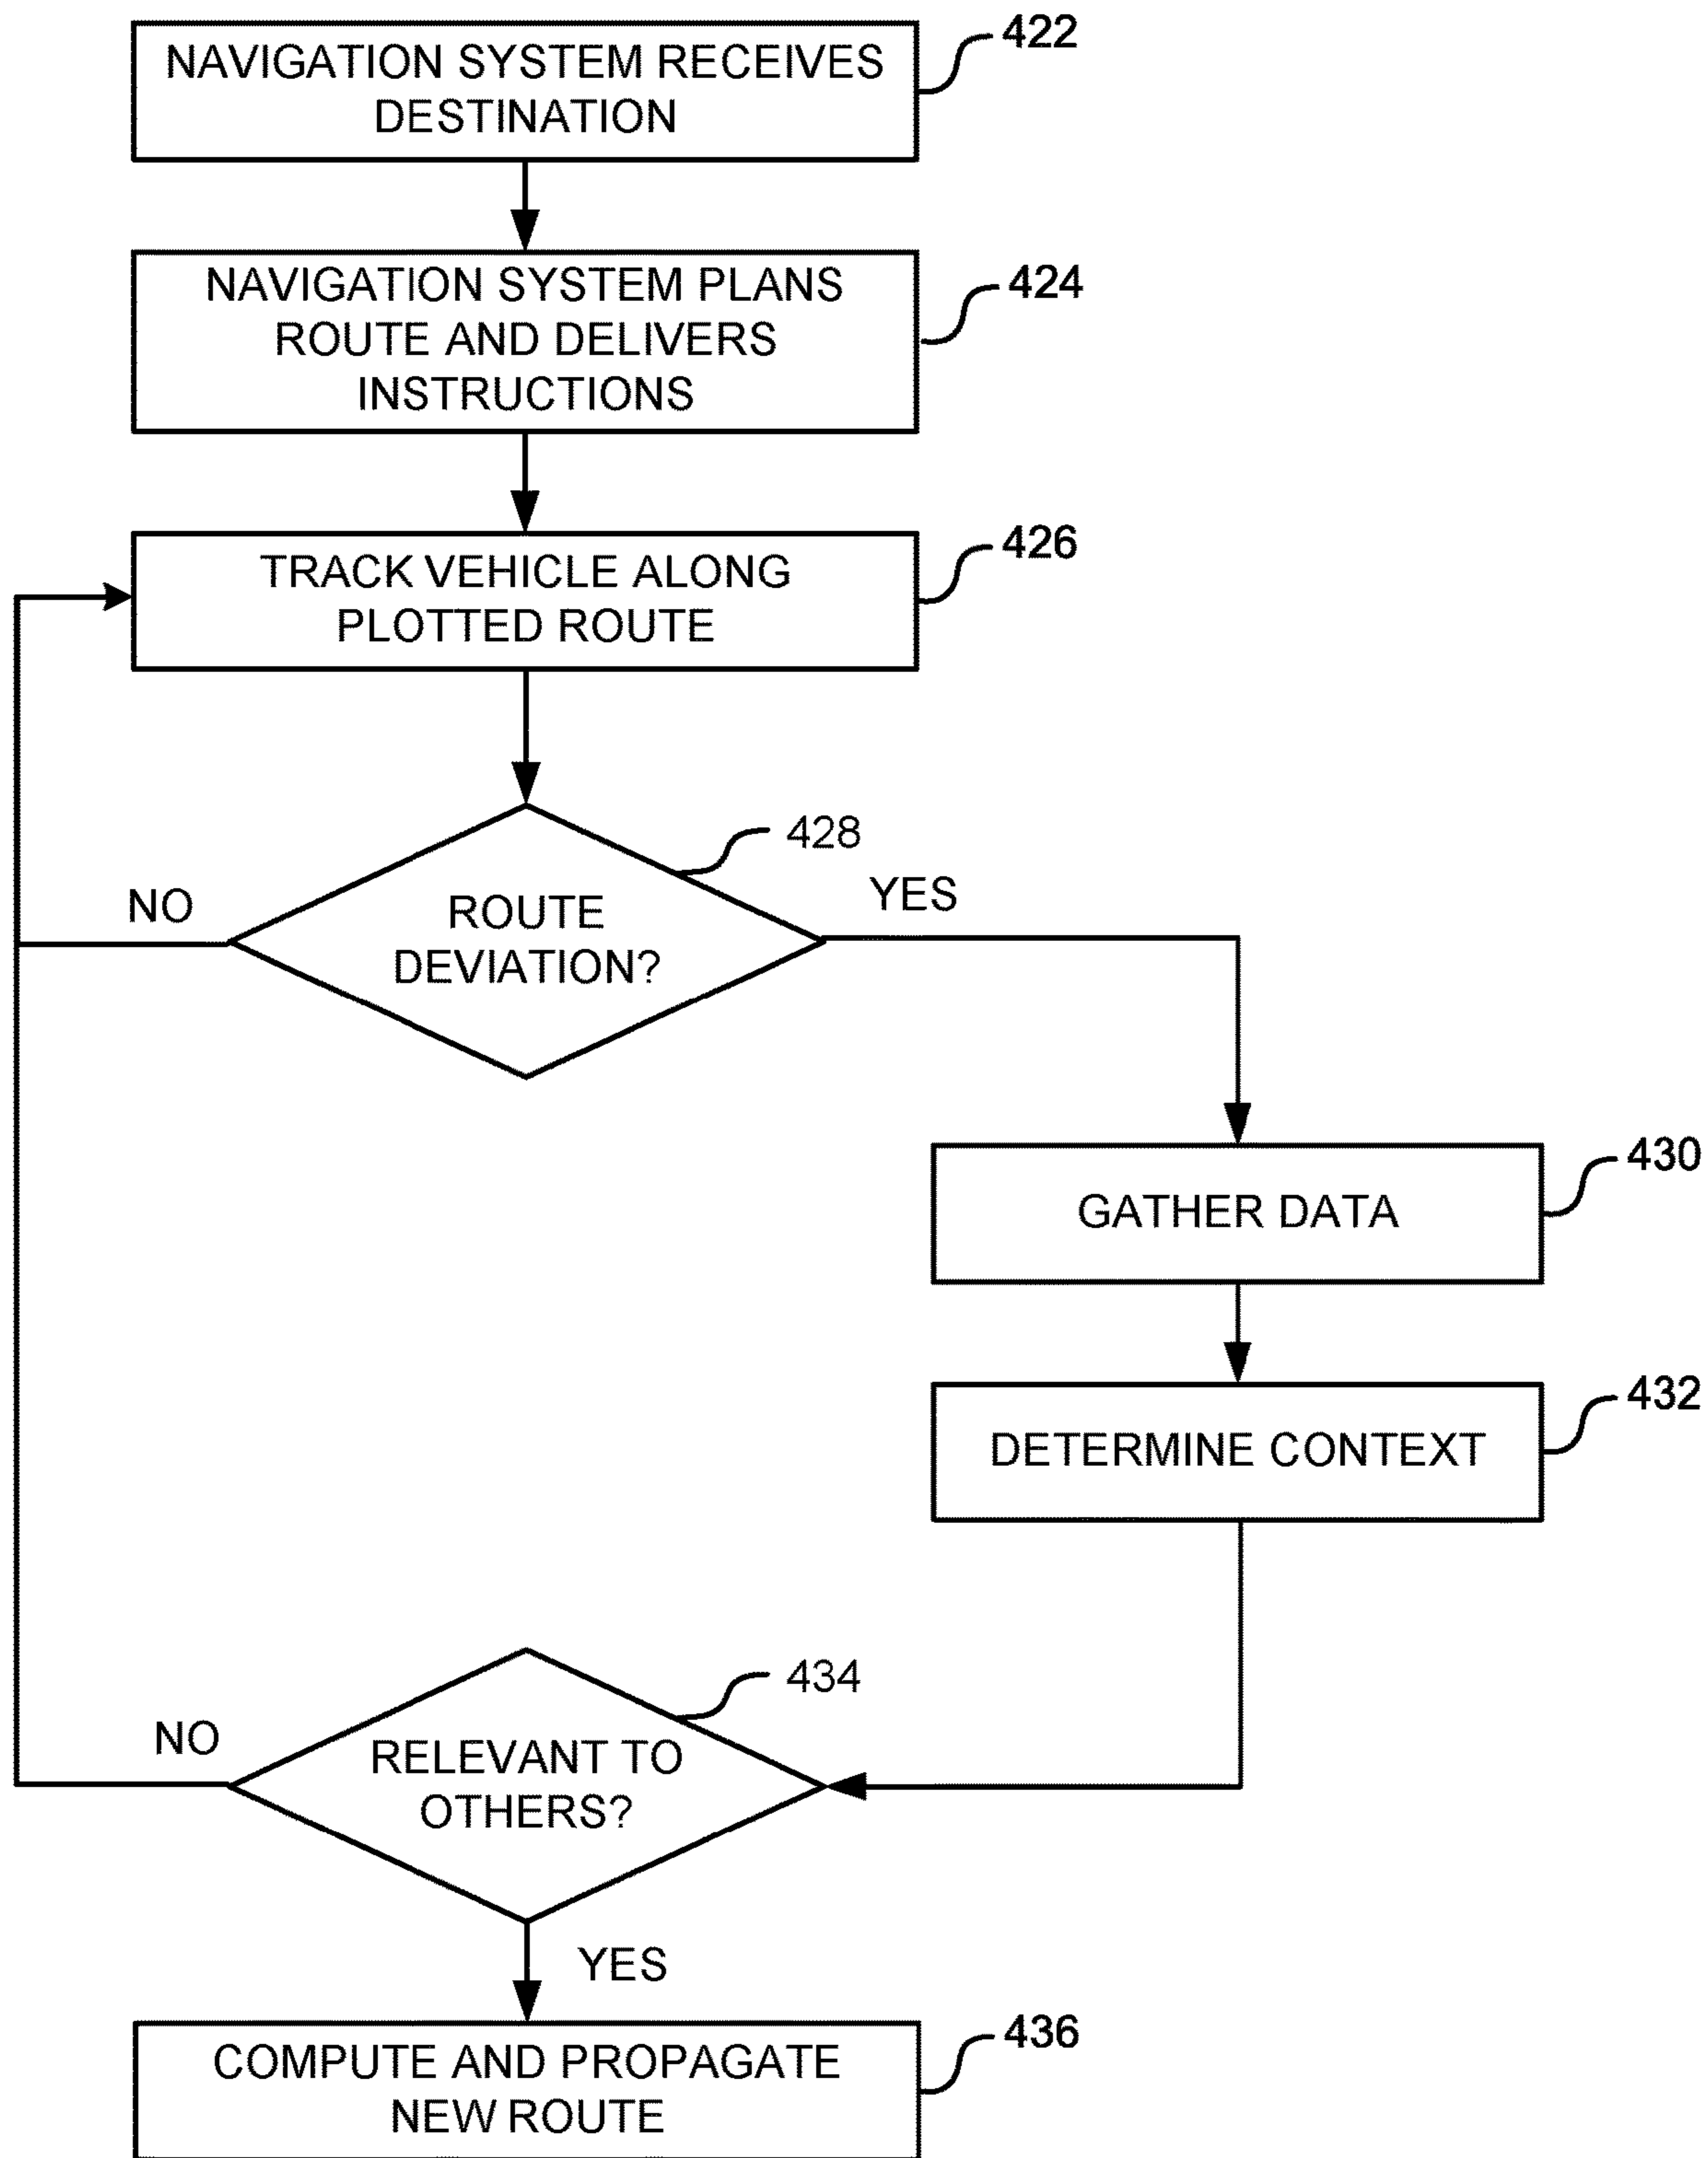 NAVIGATION SYSTEM RECEIVES
DESTINATION
422
NAVIGATION SYSTEM PLANS
ROUTE AND DELIVERS
INSTRUCTIONS
424
TRACK VEHICLE ALONG
PLOTTED ROUTE
426
428
NO
ROUTE
DEVIATION?
YES
GATHER DATA
430
DETERMINE CONTEXT
432
434
NO
RELEVANT TO
OTHERS?
YES
COMPUTE AND PROPAGATE
NEW ROUTE
436